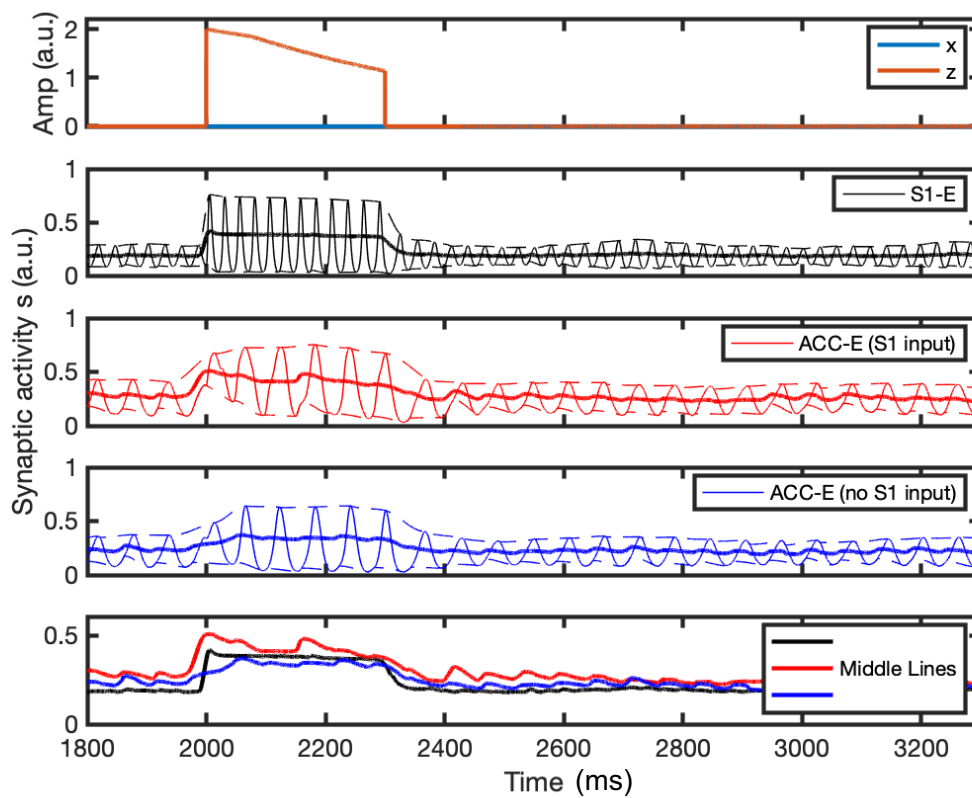 Amp (a.u.)
2
1
0
x
z
Synaptic activity s (a.u.)
1
0.5
0
S1-E
1
0.5
0
ACC-E (S1 input)
1
0.5
0
ACC-E (no S1 input)
0.5
0
Middle Lines
1800 2000 2200 2400 2600 2800 3000 3200
Time (ms)